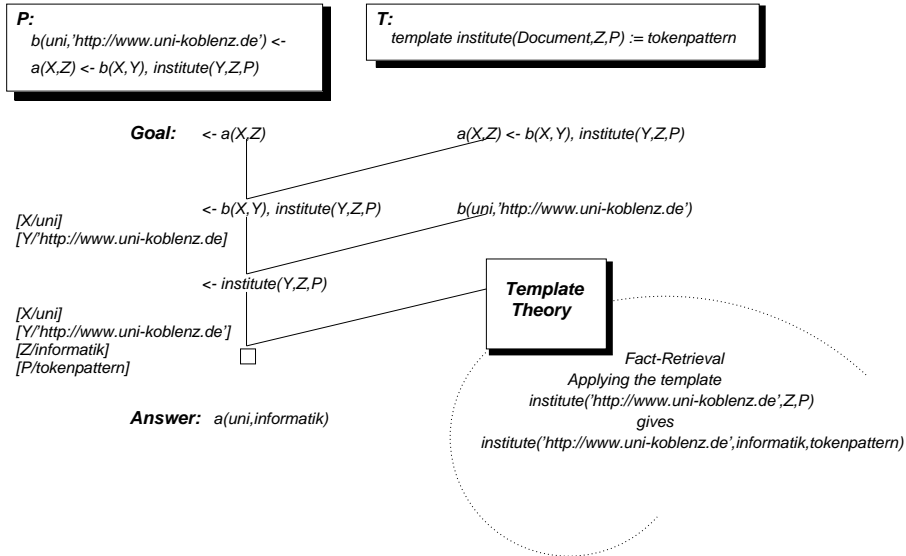 P:
b(uni,’http://www.uni-koblenz.de’) <-
a(X,Z) <- b(X,Y), institute(Y,Z,P)
T:
template institute(Document,Z,P) := tokenpattern
Goal: <- a(X,Z)
a(X,Z) <- b(X,Y), institute(Y,Z,P)
<- b(X,Y), institute(Y,Z,P)
b(uni,’http://www.uni-koblenz.de’)
[X/uni]
[Y/’http://www.uni-koblenz.de]
<- institute(Y,Z,P)
Template
Theory
[X/uni]
[Y/’http://www.uni-koblenz.de’]
[Z/informatik]
[P/tokenpattern]
Fact-Retrieval
Applying the template
institute(’http://www.uni-koblenz.de’,Z,P)
gives
institute(’http://www.uni-koblenz.de’,informatik,tokenpattern)
Answer: a(uni,informatik)